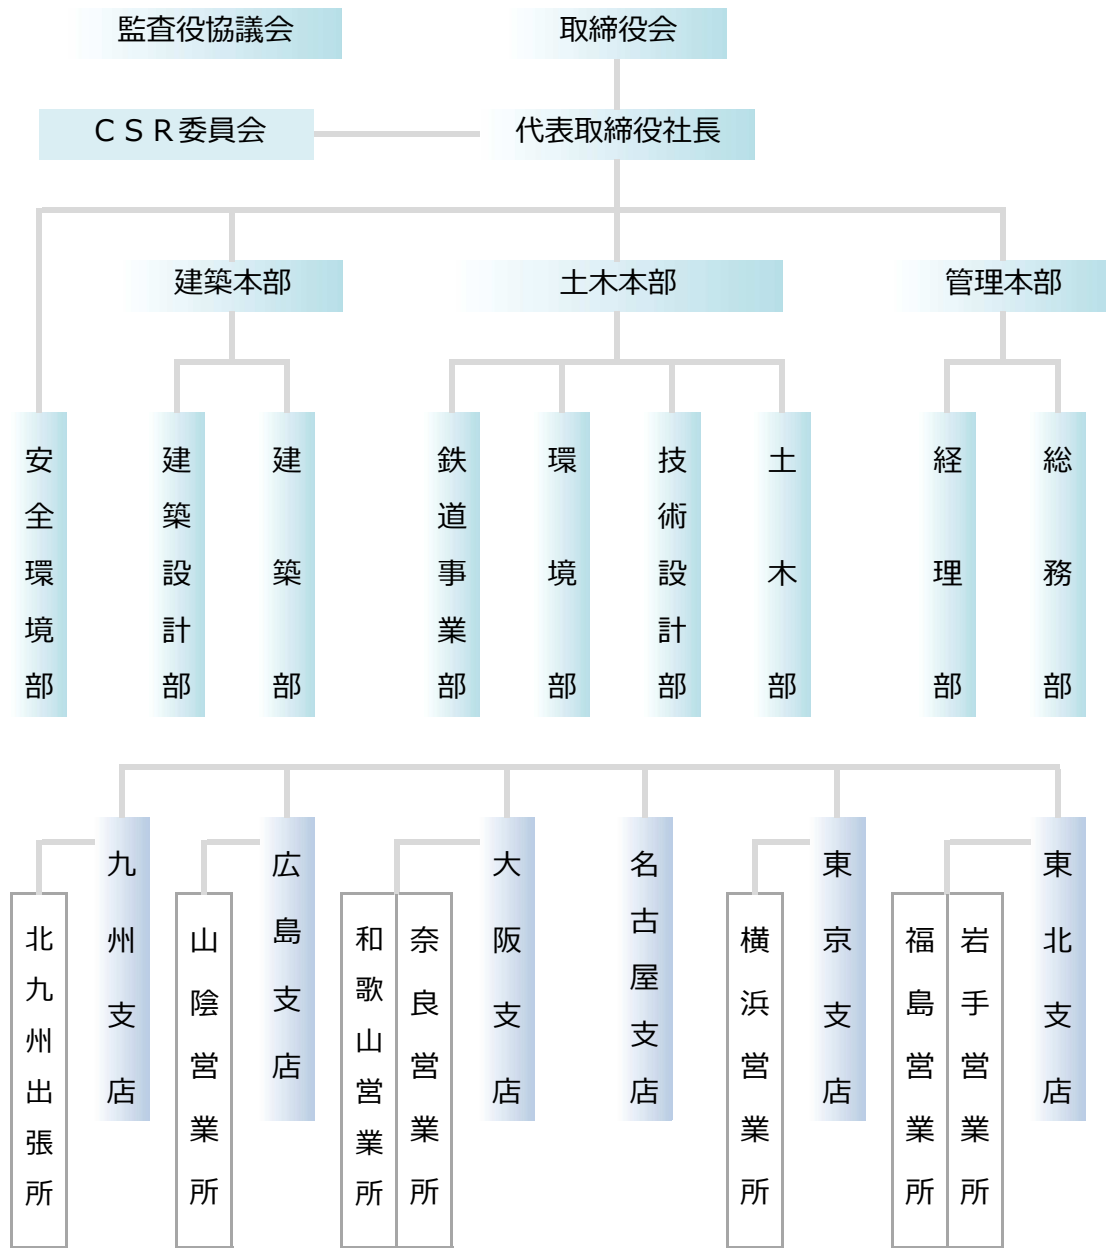 監査役協議会
取締役会
ＣＳＲ委員会
代表取締役社長
建築本部
土木本部
管理本部
安全環境部
建築設計部
建築部
鉄道事業部
環境部
技術設計部
土木部
経理部
総務部
九州支店
広島支店
大阪支店
名古屋支店
東京支店
東北支店
北九州出張所
山陰営業所
和歌山営業所
奈良営業所
横浜営業所
福島営業所
岩手営業所